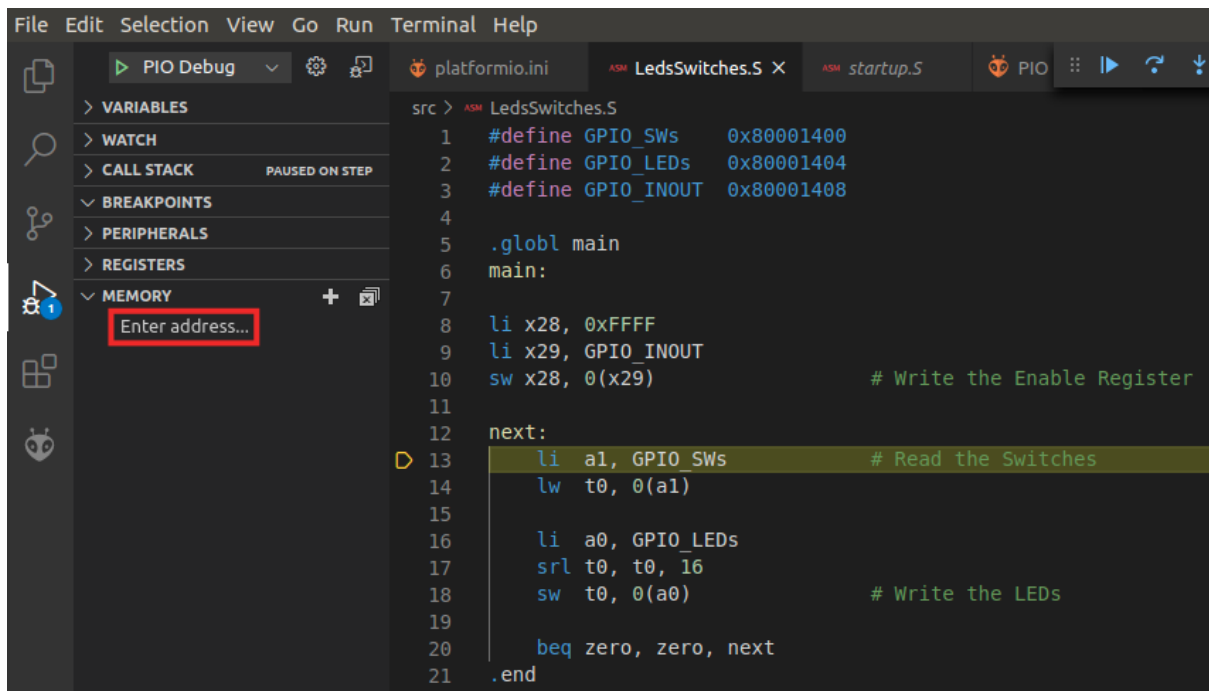 File Edit Selection View Go Run Terminal Help
PIO Debug
platformio.ini
ASM LedsSwitches.S
ASM startup.S
PIO
VARIABLES
WATCH
CALL STACK PAUSED ON STEP
BREAKPOINTS
PERIPHERALS
REGISTERS
MEMORY
Enter address...
1
src > ASM LedsSwitches.S
1 #define GPIO_SWs 0x80001400
2 #define GPIO_LEDs 0x80001404
3 #define GPIO_INOUT 0x80001408
4
5 .globl main
6 main:
7
8 li x28, 0xFFFF
9 li x29, GPIO_INOUT
10 sw x28, 0(x29) # Write the Enable Register
11
12 next:
13 li a1, GPIO_SWs # Read the Switches
14 lw t0, 0(a1)
15
16 li a0, GPIO_LEDs
17 srl t0, t0, 16
18 sw t0, 0(a0) # Write the LEDs
19
20 beq zero, zero, next
21 .end